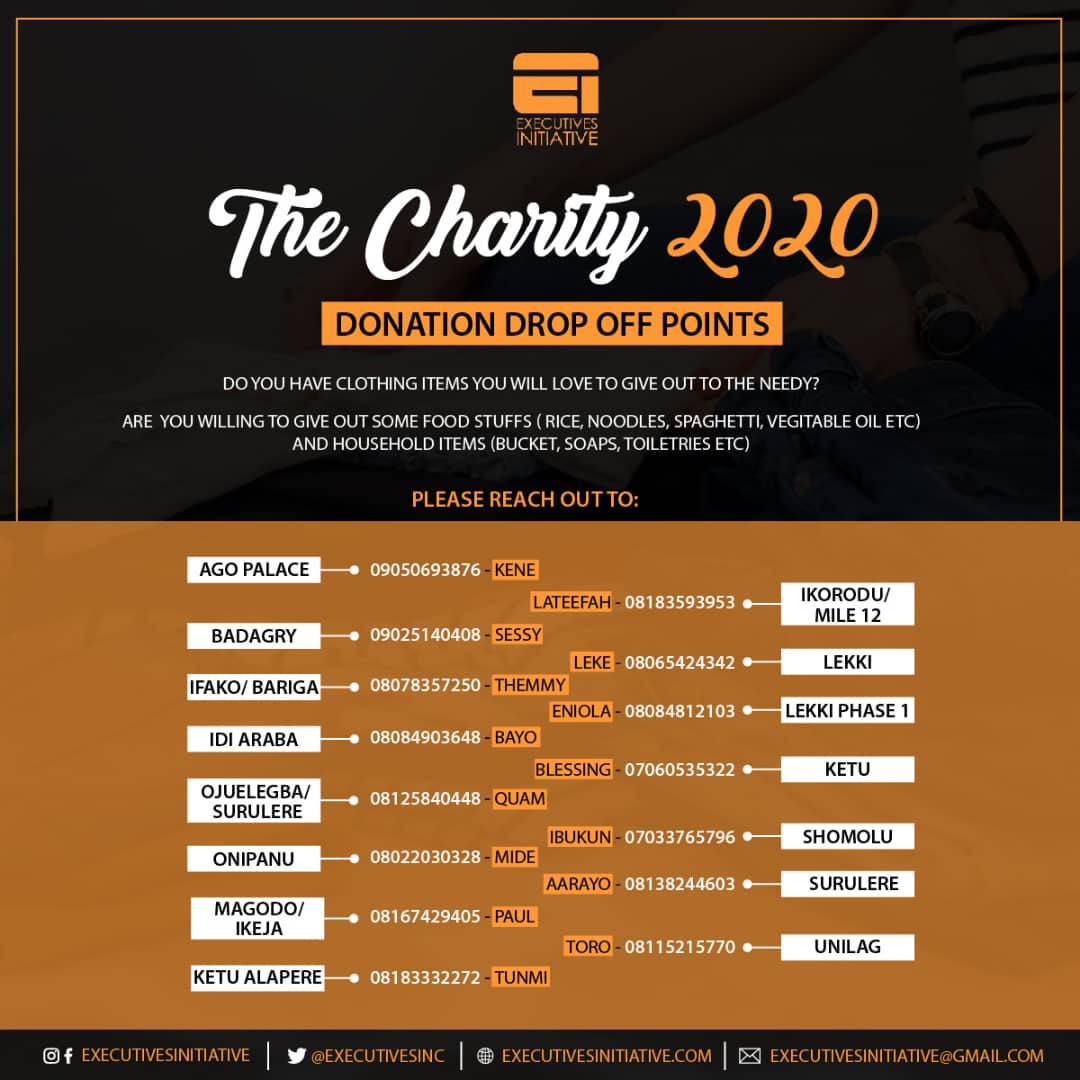 EXECUTIVES
INITIATIVE
The Charity 2020
DONATION DROP OFF POINTS
DO YOU HAVE CLOTHING ITEMS YOU WILL LOVE TO GIVE OUT TO THE NEEDY?
ARE YOU WILLING TO GIVE OUT SOME FOOD STUFFS ( RICE, NOODLES, SPAGHETTI, VEGITABLE OIL ETC)
AND HOUSEHOLD ITEMS (BUCKET, SOAPS, TOILETRIES ETC)
PLEASE REACH OUT TO:
AGO PALACE 09050693876 - KENE
LATEEFAH - 08183593953 IKORODU/
MILE 12
BADAGRY 09025140408 - SESSY
LEKE - 08065424342 LEKKI
IFAKO/ BARIGA 08078357250 - THEMMY
ENIOLA - 08084812103 LEKKI PHASE 1
IDI ARABA 08084903648 - BAYO
BLESSING - 07060535322 KETU
OJUELEGBA/
SURULERE 08125840448 - QUAM
IBUKUN - 07033765796 SHOMOLU
ONIPANU 08022030328 - MIDE
AARAYO - 08138244603 SURULERE
MAGODO/
IKEJA 08167429405 - PAUL
TORO - 08115215770 UNILAG
KETU ALAPERE 08183332272 - TUNMI
EXECUTIVESINITIATIVE | @EXECUTIVESINC | EXECUTIVESINITIATIVE.COM | EXECUTIVESINITIATIVE@GMAIL.COM